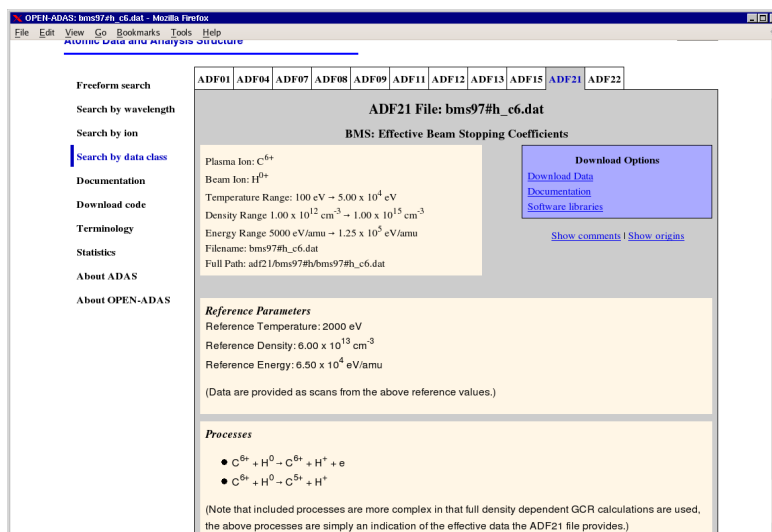 OPEN-ADAS: bms97#h_c6.dat - Mozilla Firefox
File Edit View Go Bookmarks Tools Help
Atomic Data and Analysis Structure
Freeform search
Search by wavelength
Search by ion
Search by data class
Documentation
Download code
Terminology
Statistics
About ADAS
About OPEN-ADAS
ADF01 ADF04 ADF07 ADF08 ADF09 ADF11 ADF12 ADF13 ADF15 ADF21 ADF22
ADF21 File: bms97#h_c6.dat
BMS: Effective Beam Stopping Coefficients
Plasma Ion: C⁶⁺
Beam Ion: H⁰⁺
Temperature Range: 100 eV → 5.00 x 10⁴ eV
Density Range 1.00 x 10¹² cm⁻³ → 1.00 x 10¹⁵ cm⁻³
Energy Range 5000 eV/amu → 1.25 x 10⁵ eV/amu
Filename: bms97#h_c6.dat
Full Path: adf21/bms97#h/bms97#h_c6.dat
Download Options
Download Data
Documentation
Software libraries
Show comments | Show origins
Reference Parameters
Reference Temperature: 2000 eV
Reference Density: 6.00 x 10¹³ cm⁻³
Reference Energy: 6.50 x 10⁴ eV/amu
(Data are provided as scans from the above reference values.)
Processes
● C⁶⁺ + H⁰ → C⁶⁺ + H⁺ + e
● C⁶⁺ + H⁰ → C⁵⁺ + H⁺
(Note that included processes are more complex in that full density dependent GCR calculations are used,
the above processes are simply an indication of the effective data the ADF21 file provides.)